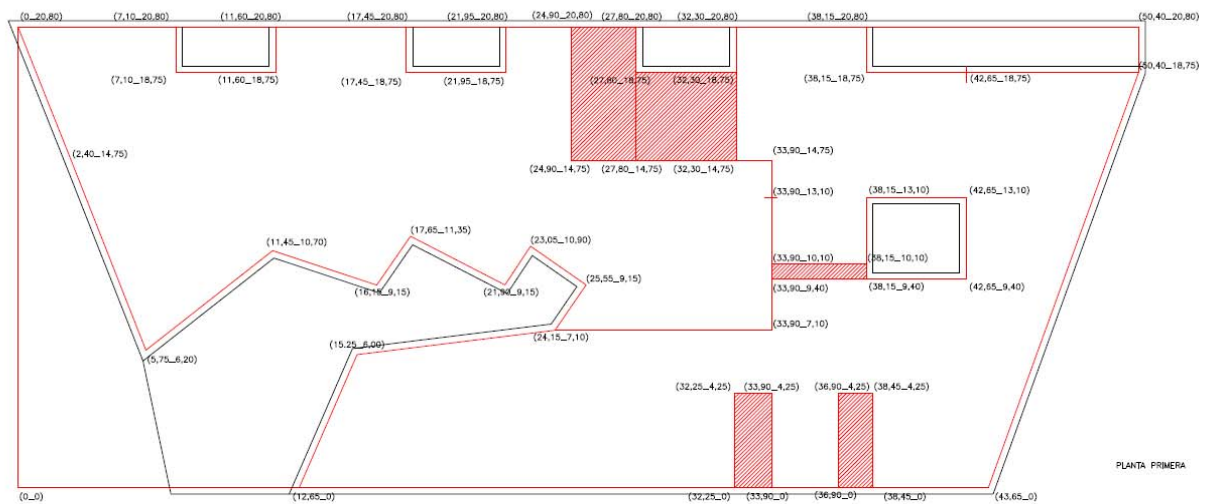 (0_20,80) (7,10_20,80) (11,60_20,80) (17,45_20,80) (21,95_20,80) (24,90_20,80) (27,80_20,80) (32,30_20,80) (38,15_20,80) (50,40_20,80)
(50,40_18,75)
(7,10_18,75) (11,60_18,75) (17,45_18,75) (21,95_18,75) (27,80_18,75) (32,30_18,75) (38,15_18,75) (42,65_18,75)
(2,40_14,75) (33,90_14,75)
(24,90_14,75) (27,80_14,75) (32,30_14,75)
(33,90_13,10) (38,15_13,10) (42,65_13,10)
(17,65_11,35)
(11,45_10,70) (23,05_10,90)
(33,90_10,10) (38,15_10,10)
(25,55_9,15)
(16,15_9,15) (21,90_9,15) (33,90_9,40) (38,15_9,40) (42,65_9,40)
(33,90_7,10)
(15,25_6,00) (24,15_7,10)
(5,75_6,20)
(32,25_4,25) (33,90_4,25) (36,90_4,25) (38,45_4,25)
PLANTA PRIMERA
(0_0) (12,65_0) (32,25_0) (33,90_0) (36,90_0) (38,45_0) (43,65_0)